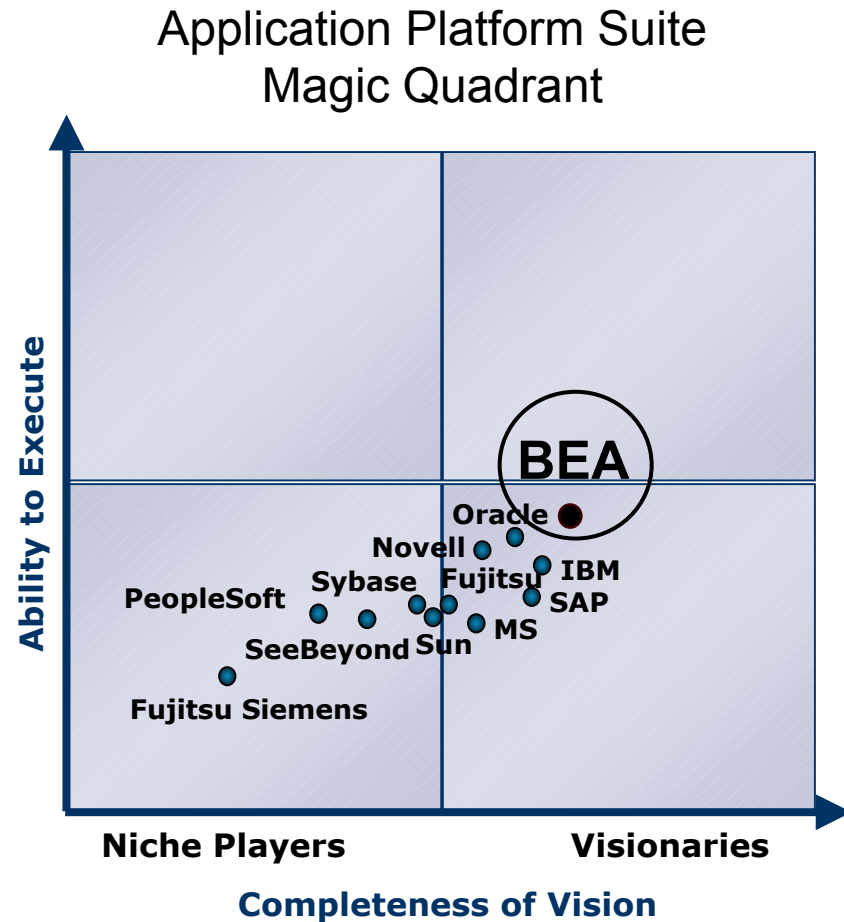 Application Platform Suite
Magic Quadrant
Ability to Execute
BEA
Oracle
Novell
IBM
Sybase
Fujitsu
PeopleSoft
SAP
MS
SeeBeyond
Sun
Fujitsu Siemens
Niche Players
Visionaries
Completeness of Vision